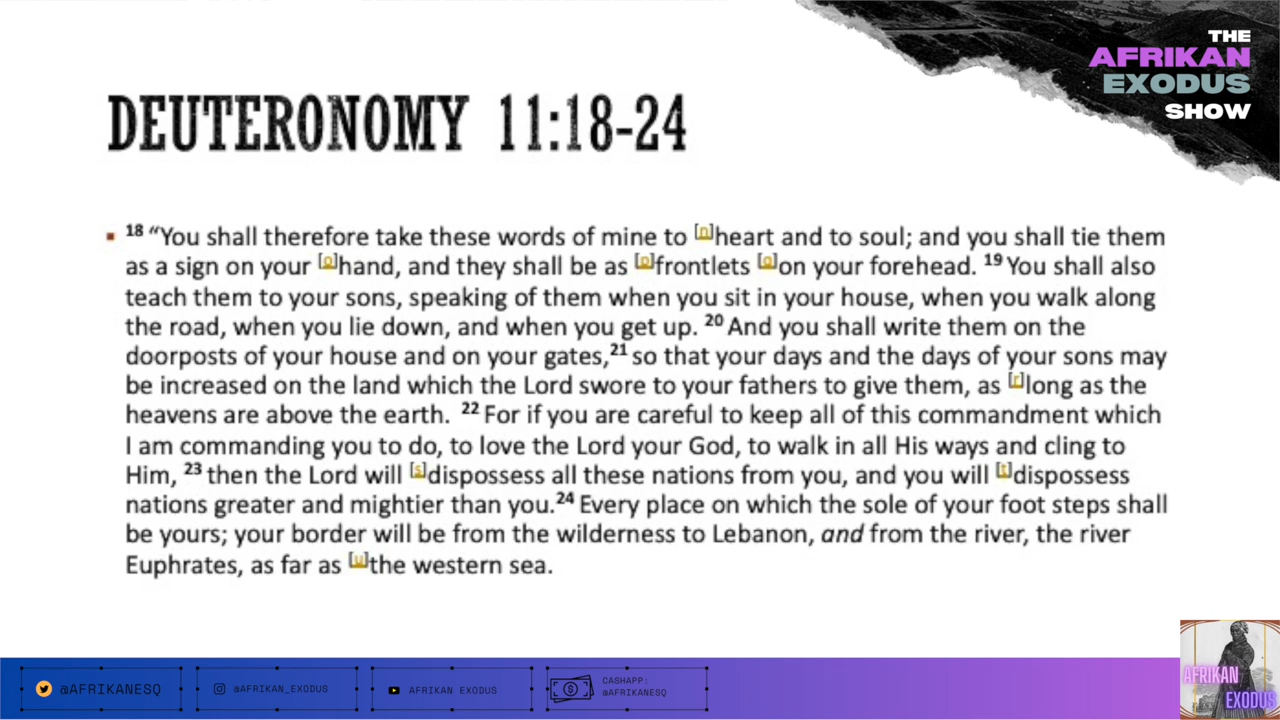 THE
AFRIKAN
EXODUS
SHOW
DEUTERONOMY 11:18-24
▪ 18 “You shall therefore take these words of mine to [n]heart and to soul; and you shall tie them
as a sign on your [o]hand, and they shall be as [p]frontlets [q]on your forehead. 19 You shall also
teach them to your sons, speaking of them when you sit in your house, when you walk along
the road, when you lie down, and when you get up. 20 And you shall write them on the
doorposts of your house and on your gates,21 so that your days and the days of your sons may
be increased on the land which the Lord swore to your fathers to give them, as [r]long as the
heavens are above the earth. 22 For if you are careful to keep all of this commandment which
I am commanding you to do, to love the Lord your God, to walk in all His ways and cling to
Him, 23 then the Lord will [s]dispossess all these nations from you, and you will [t]dispossess
nations greater and mightier than you.24 Every place on which the sole of your foot steps shall
be yours; your border will be from the wilderness to Lebanon, and from the river, the river
Euphrates, as far as [u]the western sea.
@AFRIKANESQ
@AFRIKAN_EXODUS
AFRIKAN EXODUS
CASHAPP:
@AFRIKANESQ
AFRIKAN
EXODUS